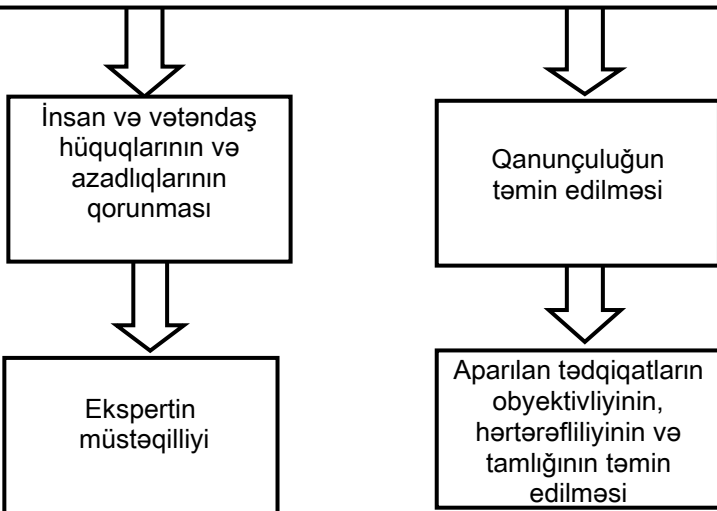 İnsan və vətəndaş
hüquqlarının və
azadlıqlarının
qorunması
Qanunçuluğun
təmin edilməsi
Ekspertin
müstəqilliyi
Aparılan tədqiqatların
obyektivliyinin,
hərtərəfliliyinin və
tamlığının təmin
edilməsi